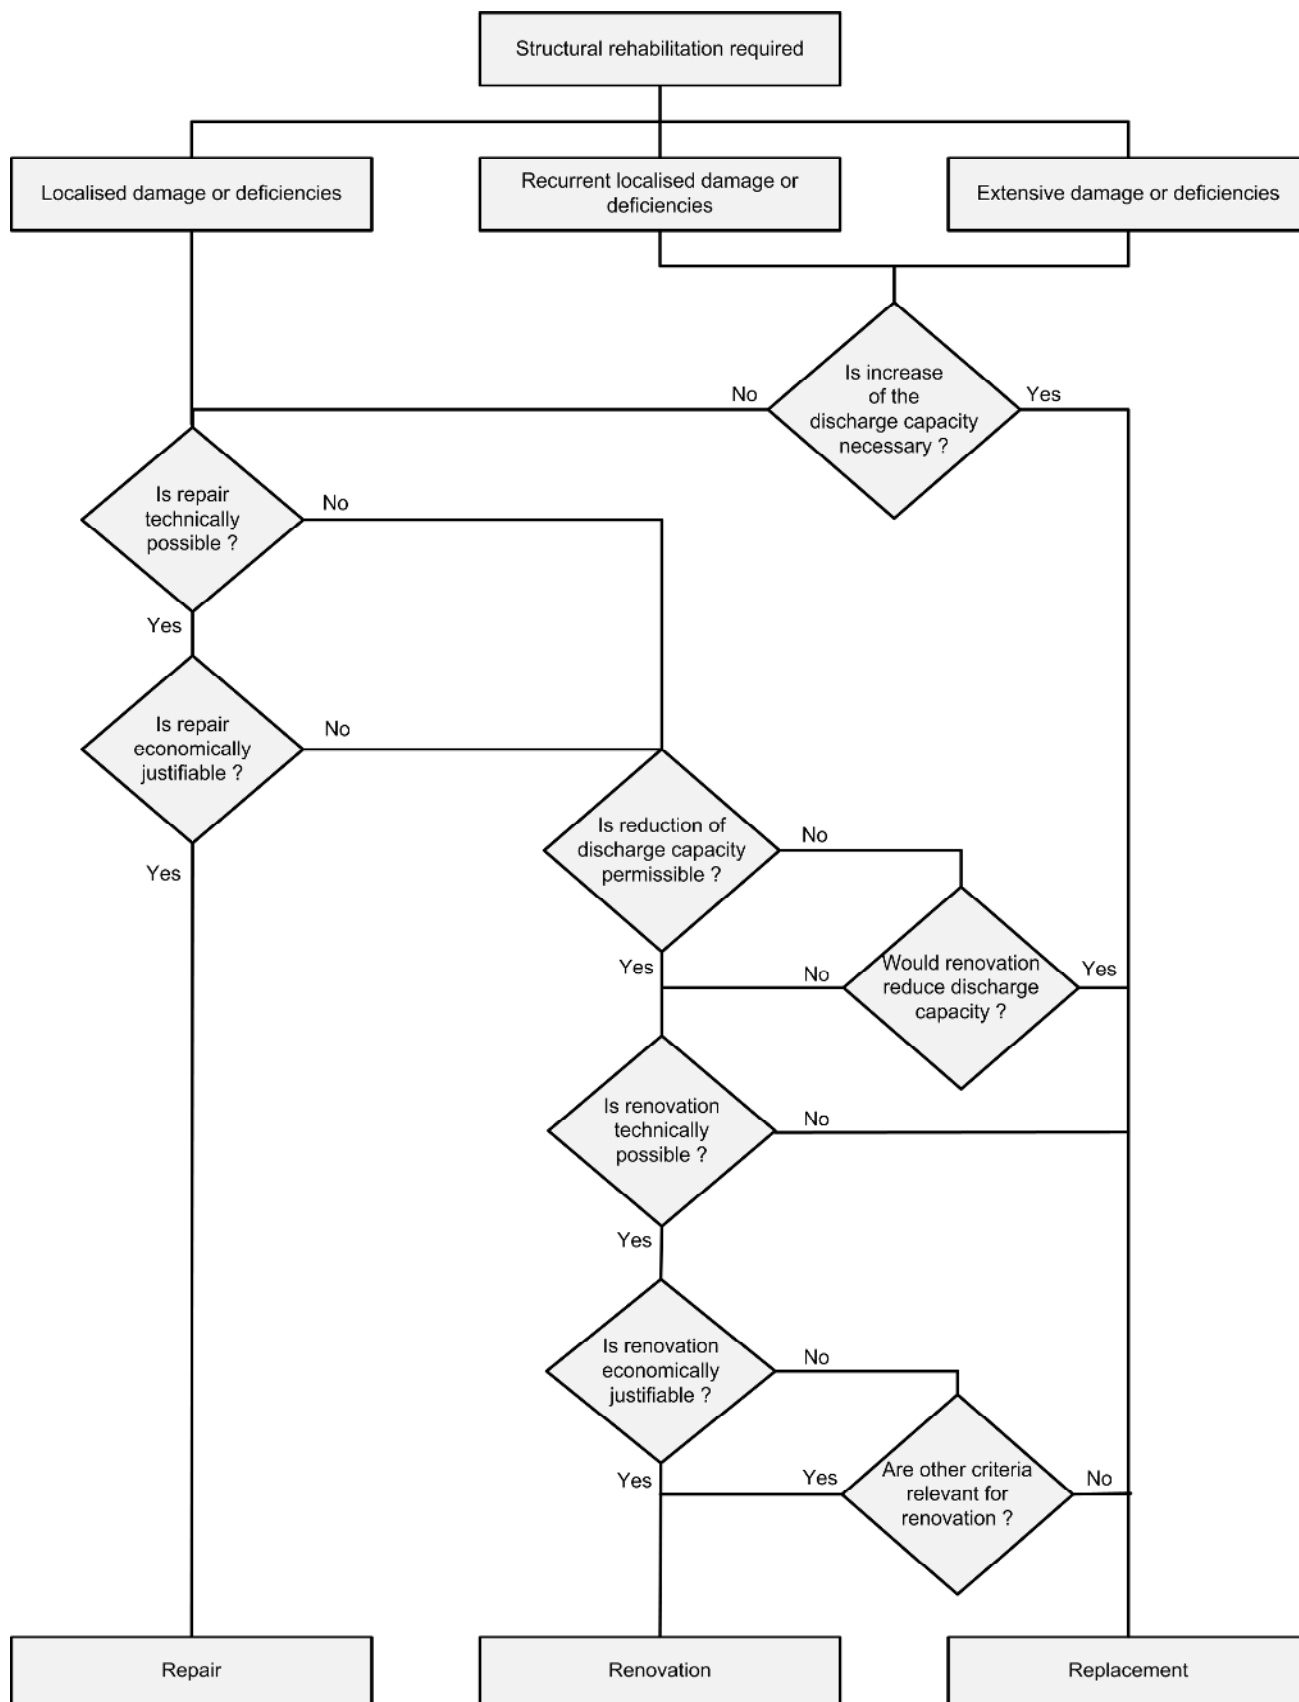 Structural rehabilitation required
Localised damage or deficiencies
Recurrent localised damage or
deficiencies
Extensive damage or deficiencies
Is increase
of the
discharge capacity
necessary ?
No
Yes
Is repair
technically
possible ?
No
Yes
Is repair
economically
justifiable ?
No
Yes
Is reduction of
discharge capacity
permissible ?
No
Yes
Would renovation
reduce discharge
capacity ?
No
Yes
Is renovation
technically
possible ?
No
Yes
Is renovation
economically
justifiable ?
No
Yes
Are other criteria
relevant for
renovation ?
Yes
No
Repair
Renovation
Replacement